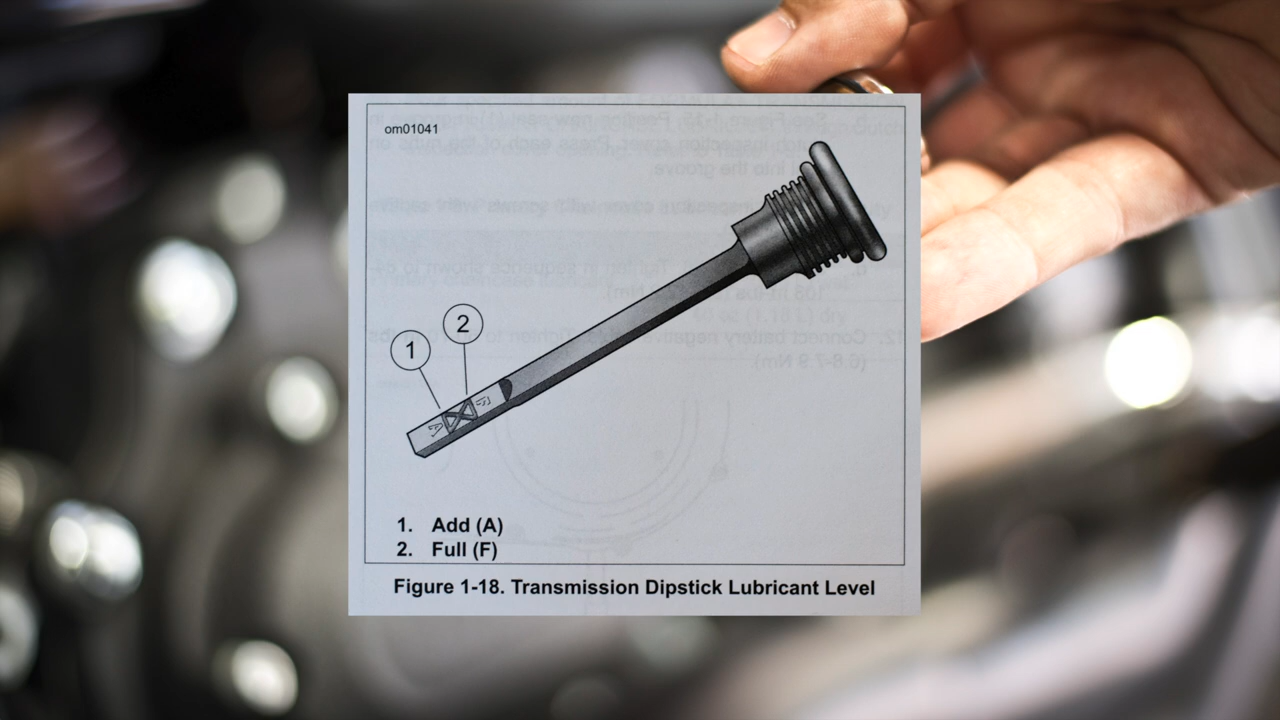 om01041
2
1
A
F
1. Add (A)
2. Full (F)
Figure 1-18. Transmission Dipstick Lubricant Level